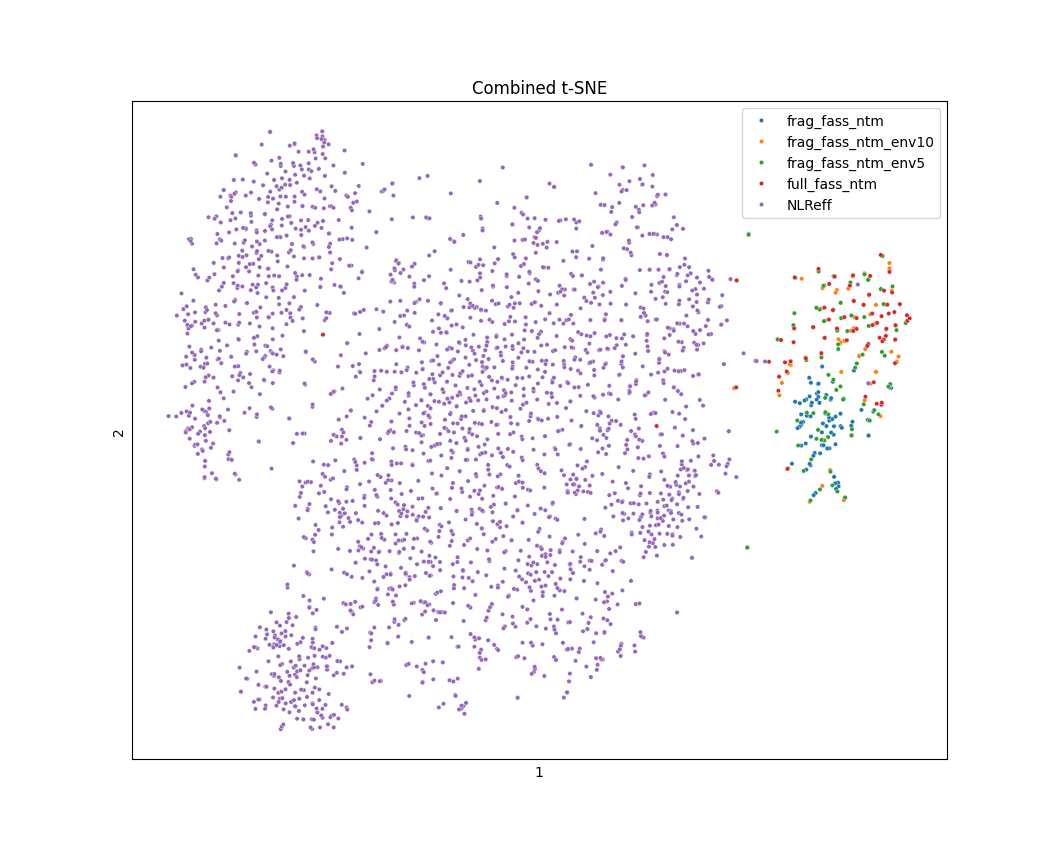 Combined t-SNE
frag_fass_ntm
frag_fass_ntm_env10
frag_fass_ntm_env5
full_fass_ntm
NLReff
2
1